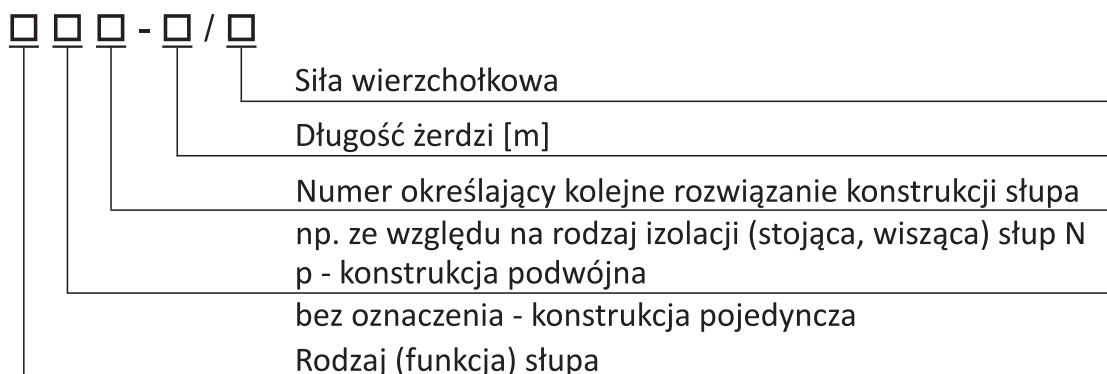 □ □ □ - □ / □
Siła wierzchołkowa
Długość żerdzi [m]
Numer określający kolejne rozwiązanie konstrukcji słupa
np. ze względu na rodzaj izolacji (stojąca, wisząca) słup N
p - konstrukcja podwójna
bez oznaczenia - konstrukcja pojedyncza
Rodzaj (funkcja) słupa